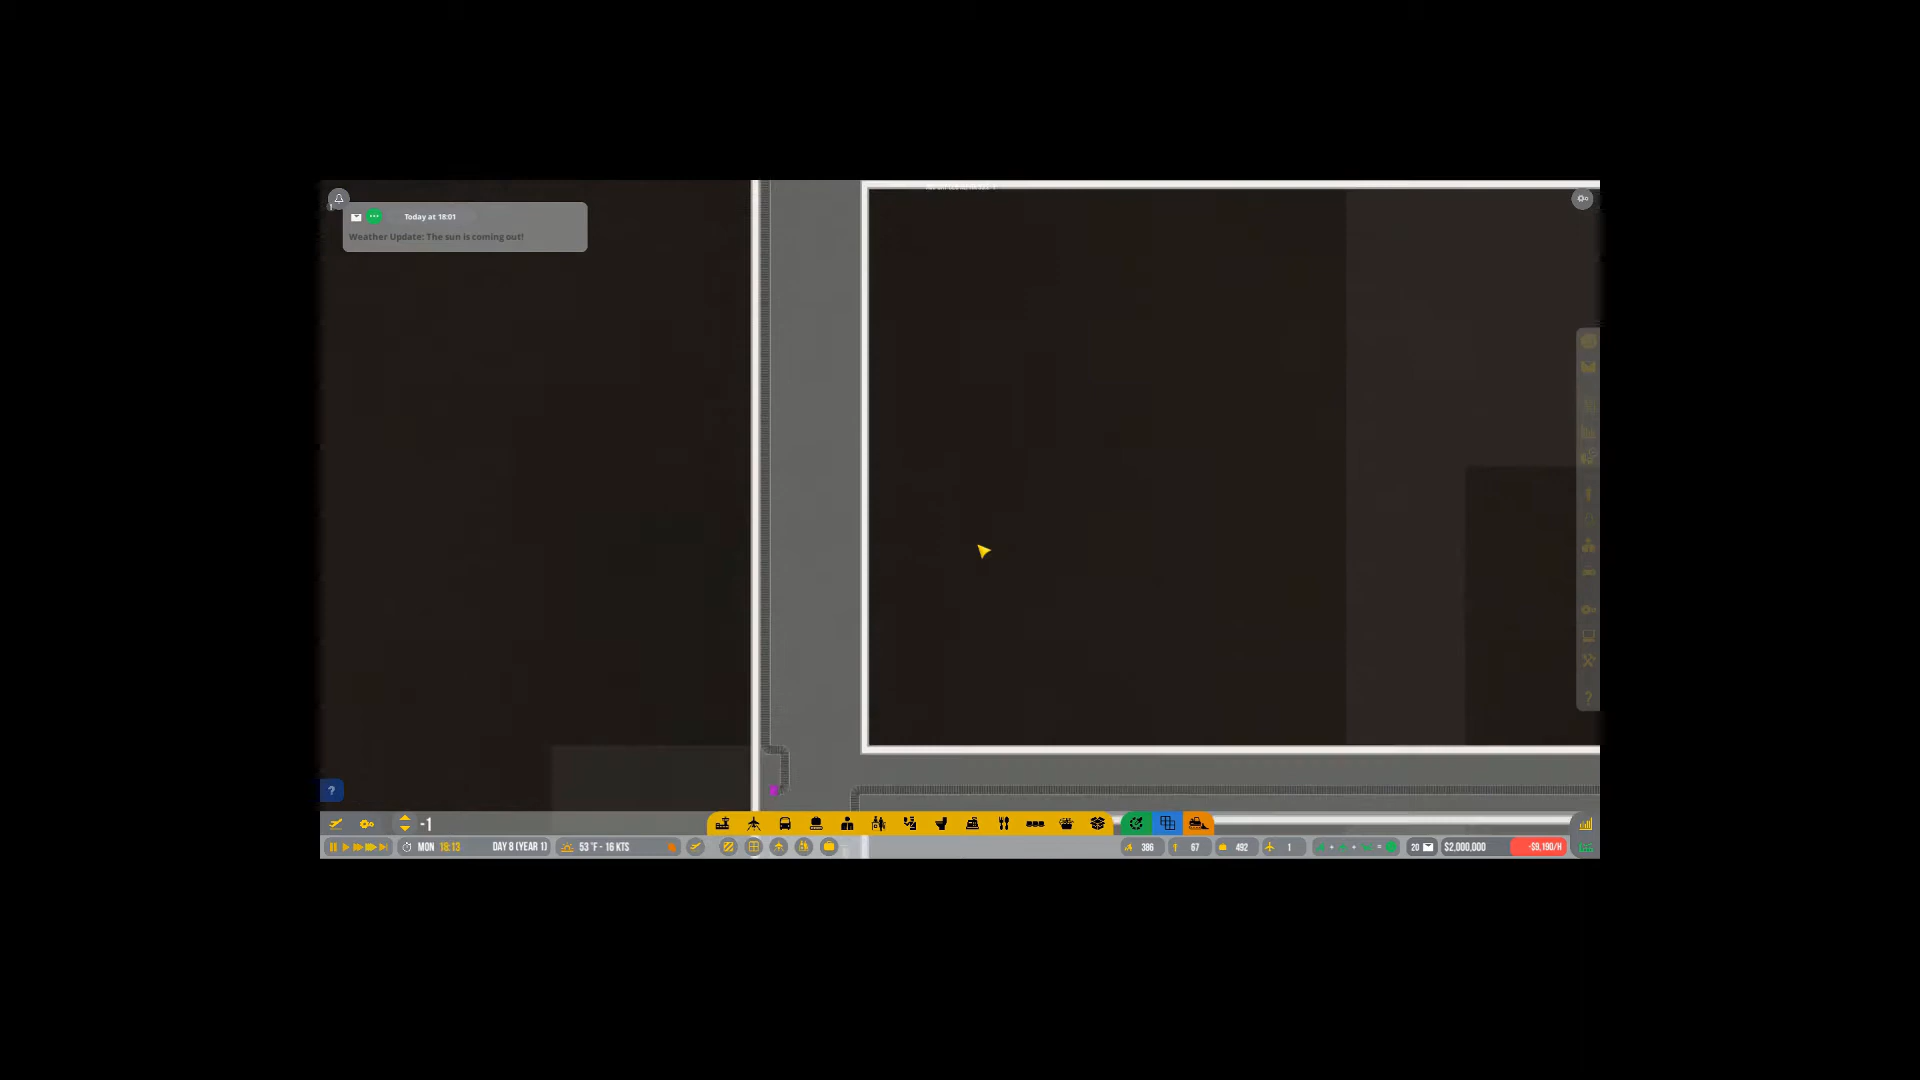 1
Today at 18:01
Weather Update: The sun is coming out!
?
?
-1
MON 18:13
DAY 8 (YEAR 1)
53 °F - 16 KTS
386
67
492
1
+ + =
20
$2,000,000
-$9,190/H